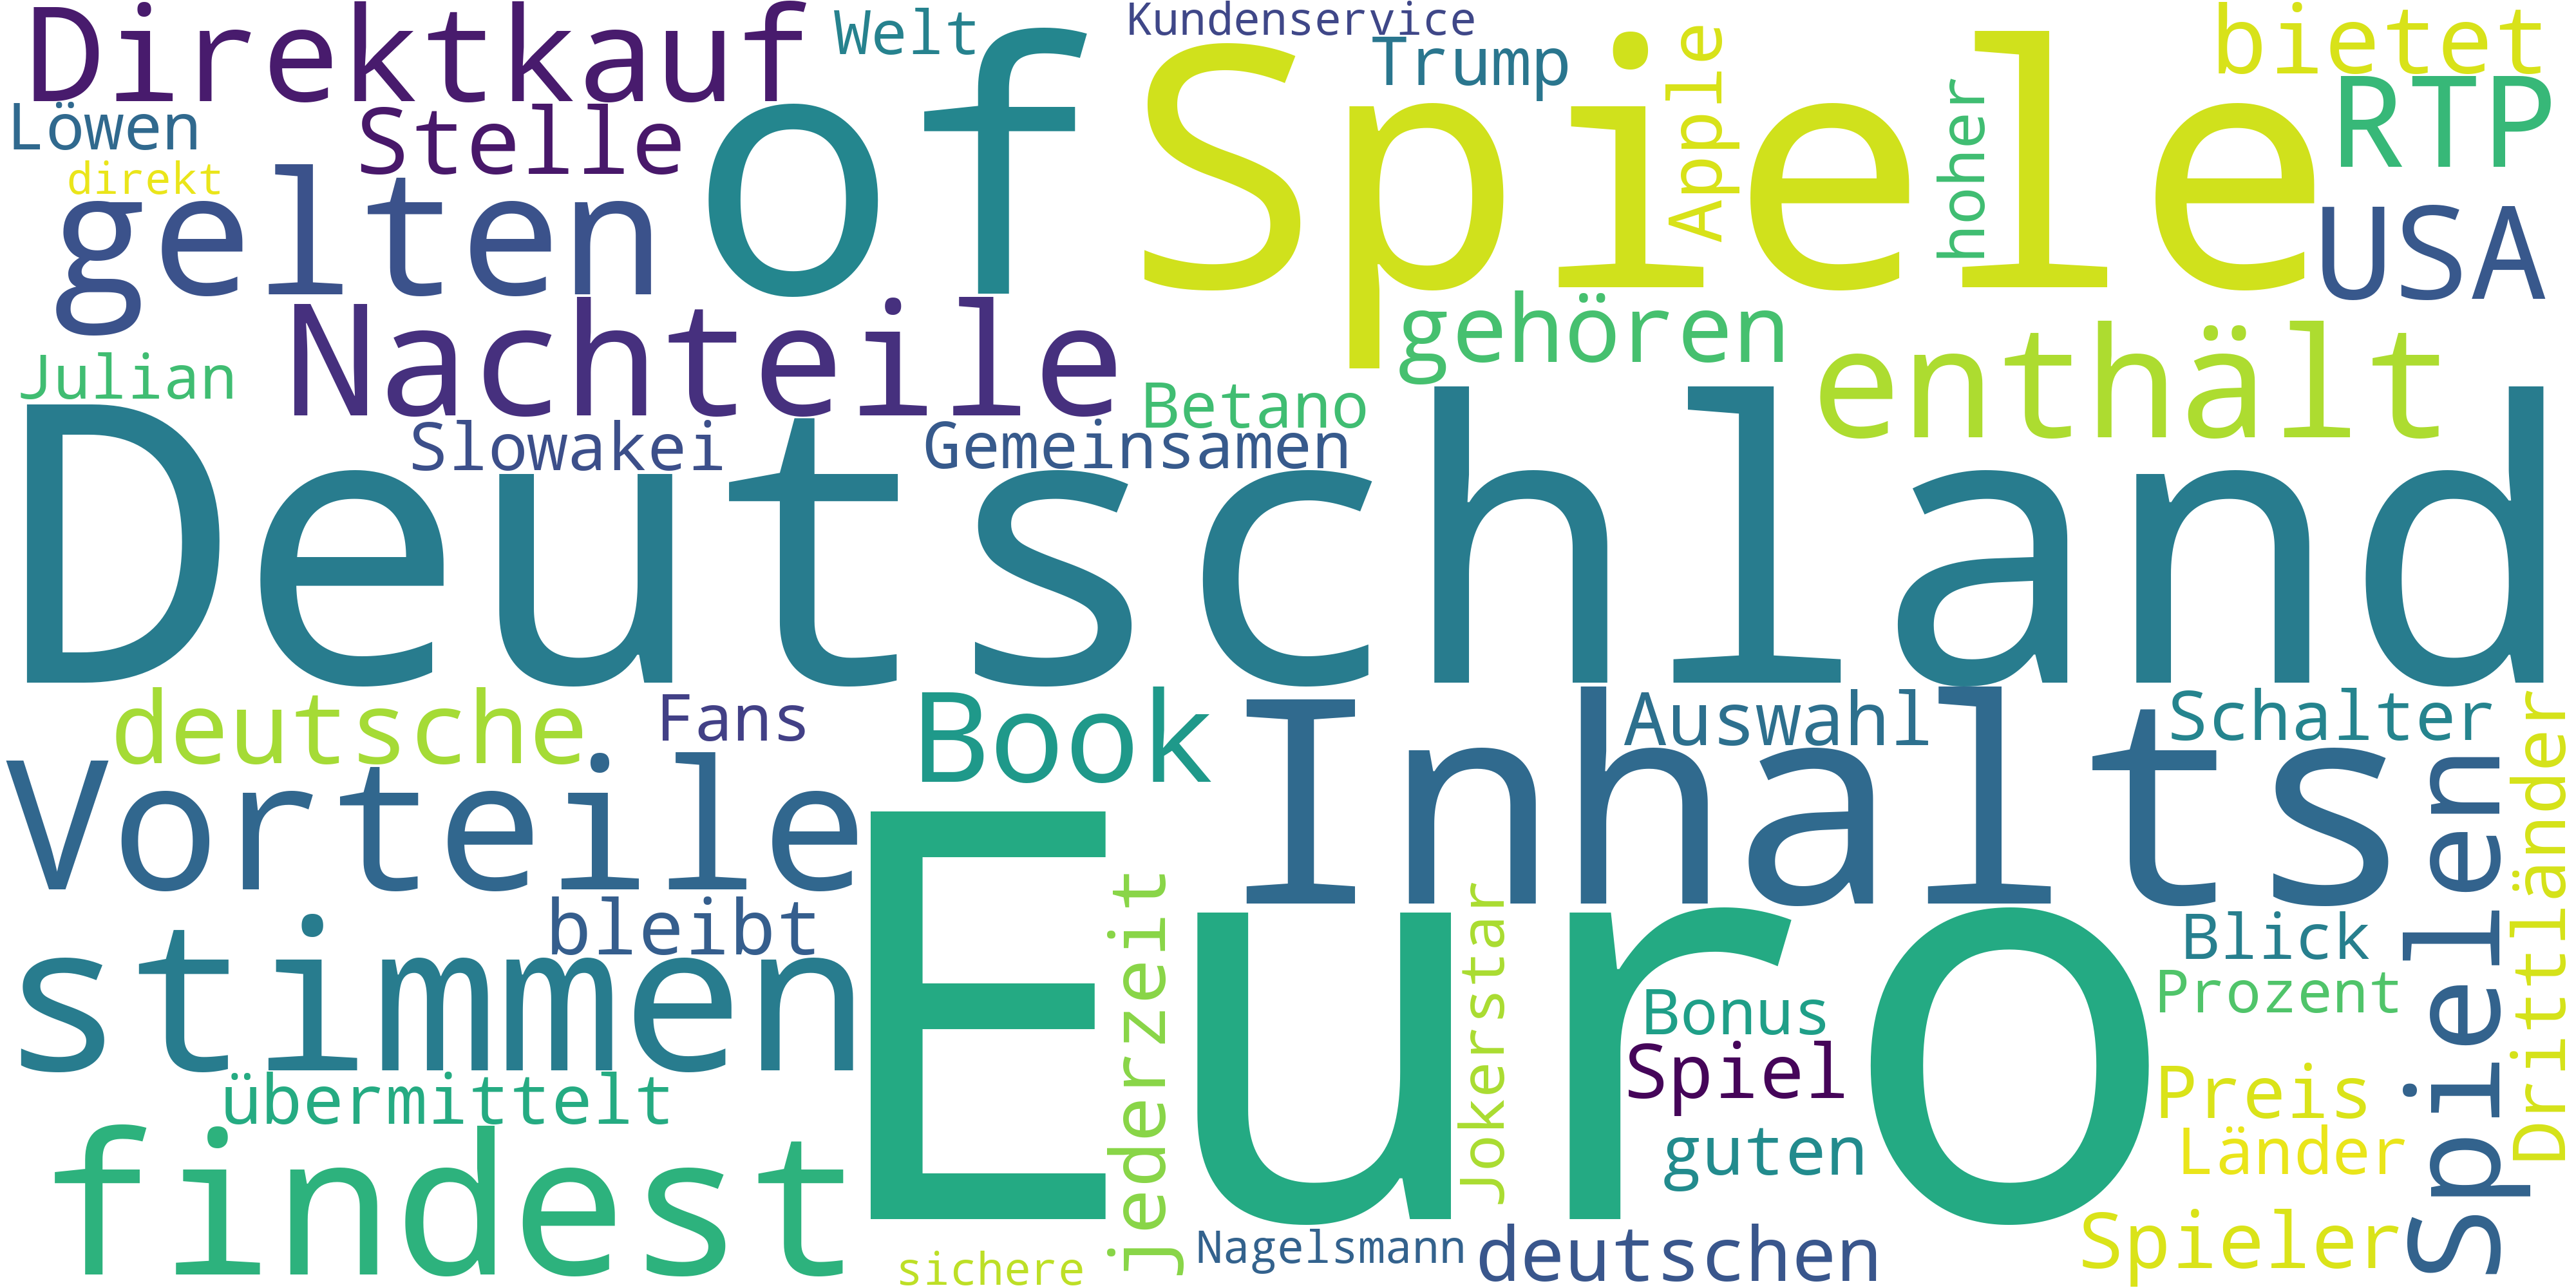 Direktkauf
Welt
Kundenservice
Trump
Apple
hoher
bietet
Löwen
Stelle
of
Spiele
RTP
direkt
gelten
USA
Nachteile
gehören
enthält
Julian
Betano
Slowakei
Gemeinsamen
Deutschland
deutsche
Fans
Book
Inhalts
Auswahl
Schalter
Drittländer
Spielen
Vorteile
Euro
bleibt
stimmen
jederzeit
Jokerstar
Blick
Prozent
Bonus
Spiel
Preis
übermittelt
guten
Länder
findest
sichere
Nagelsmann
deutschen
Spieler